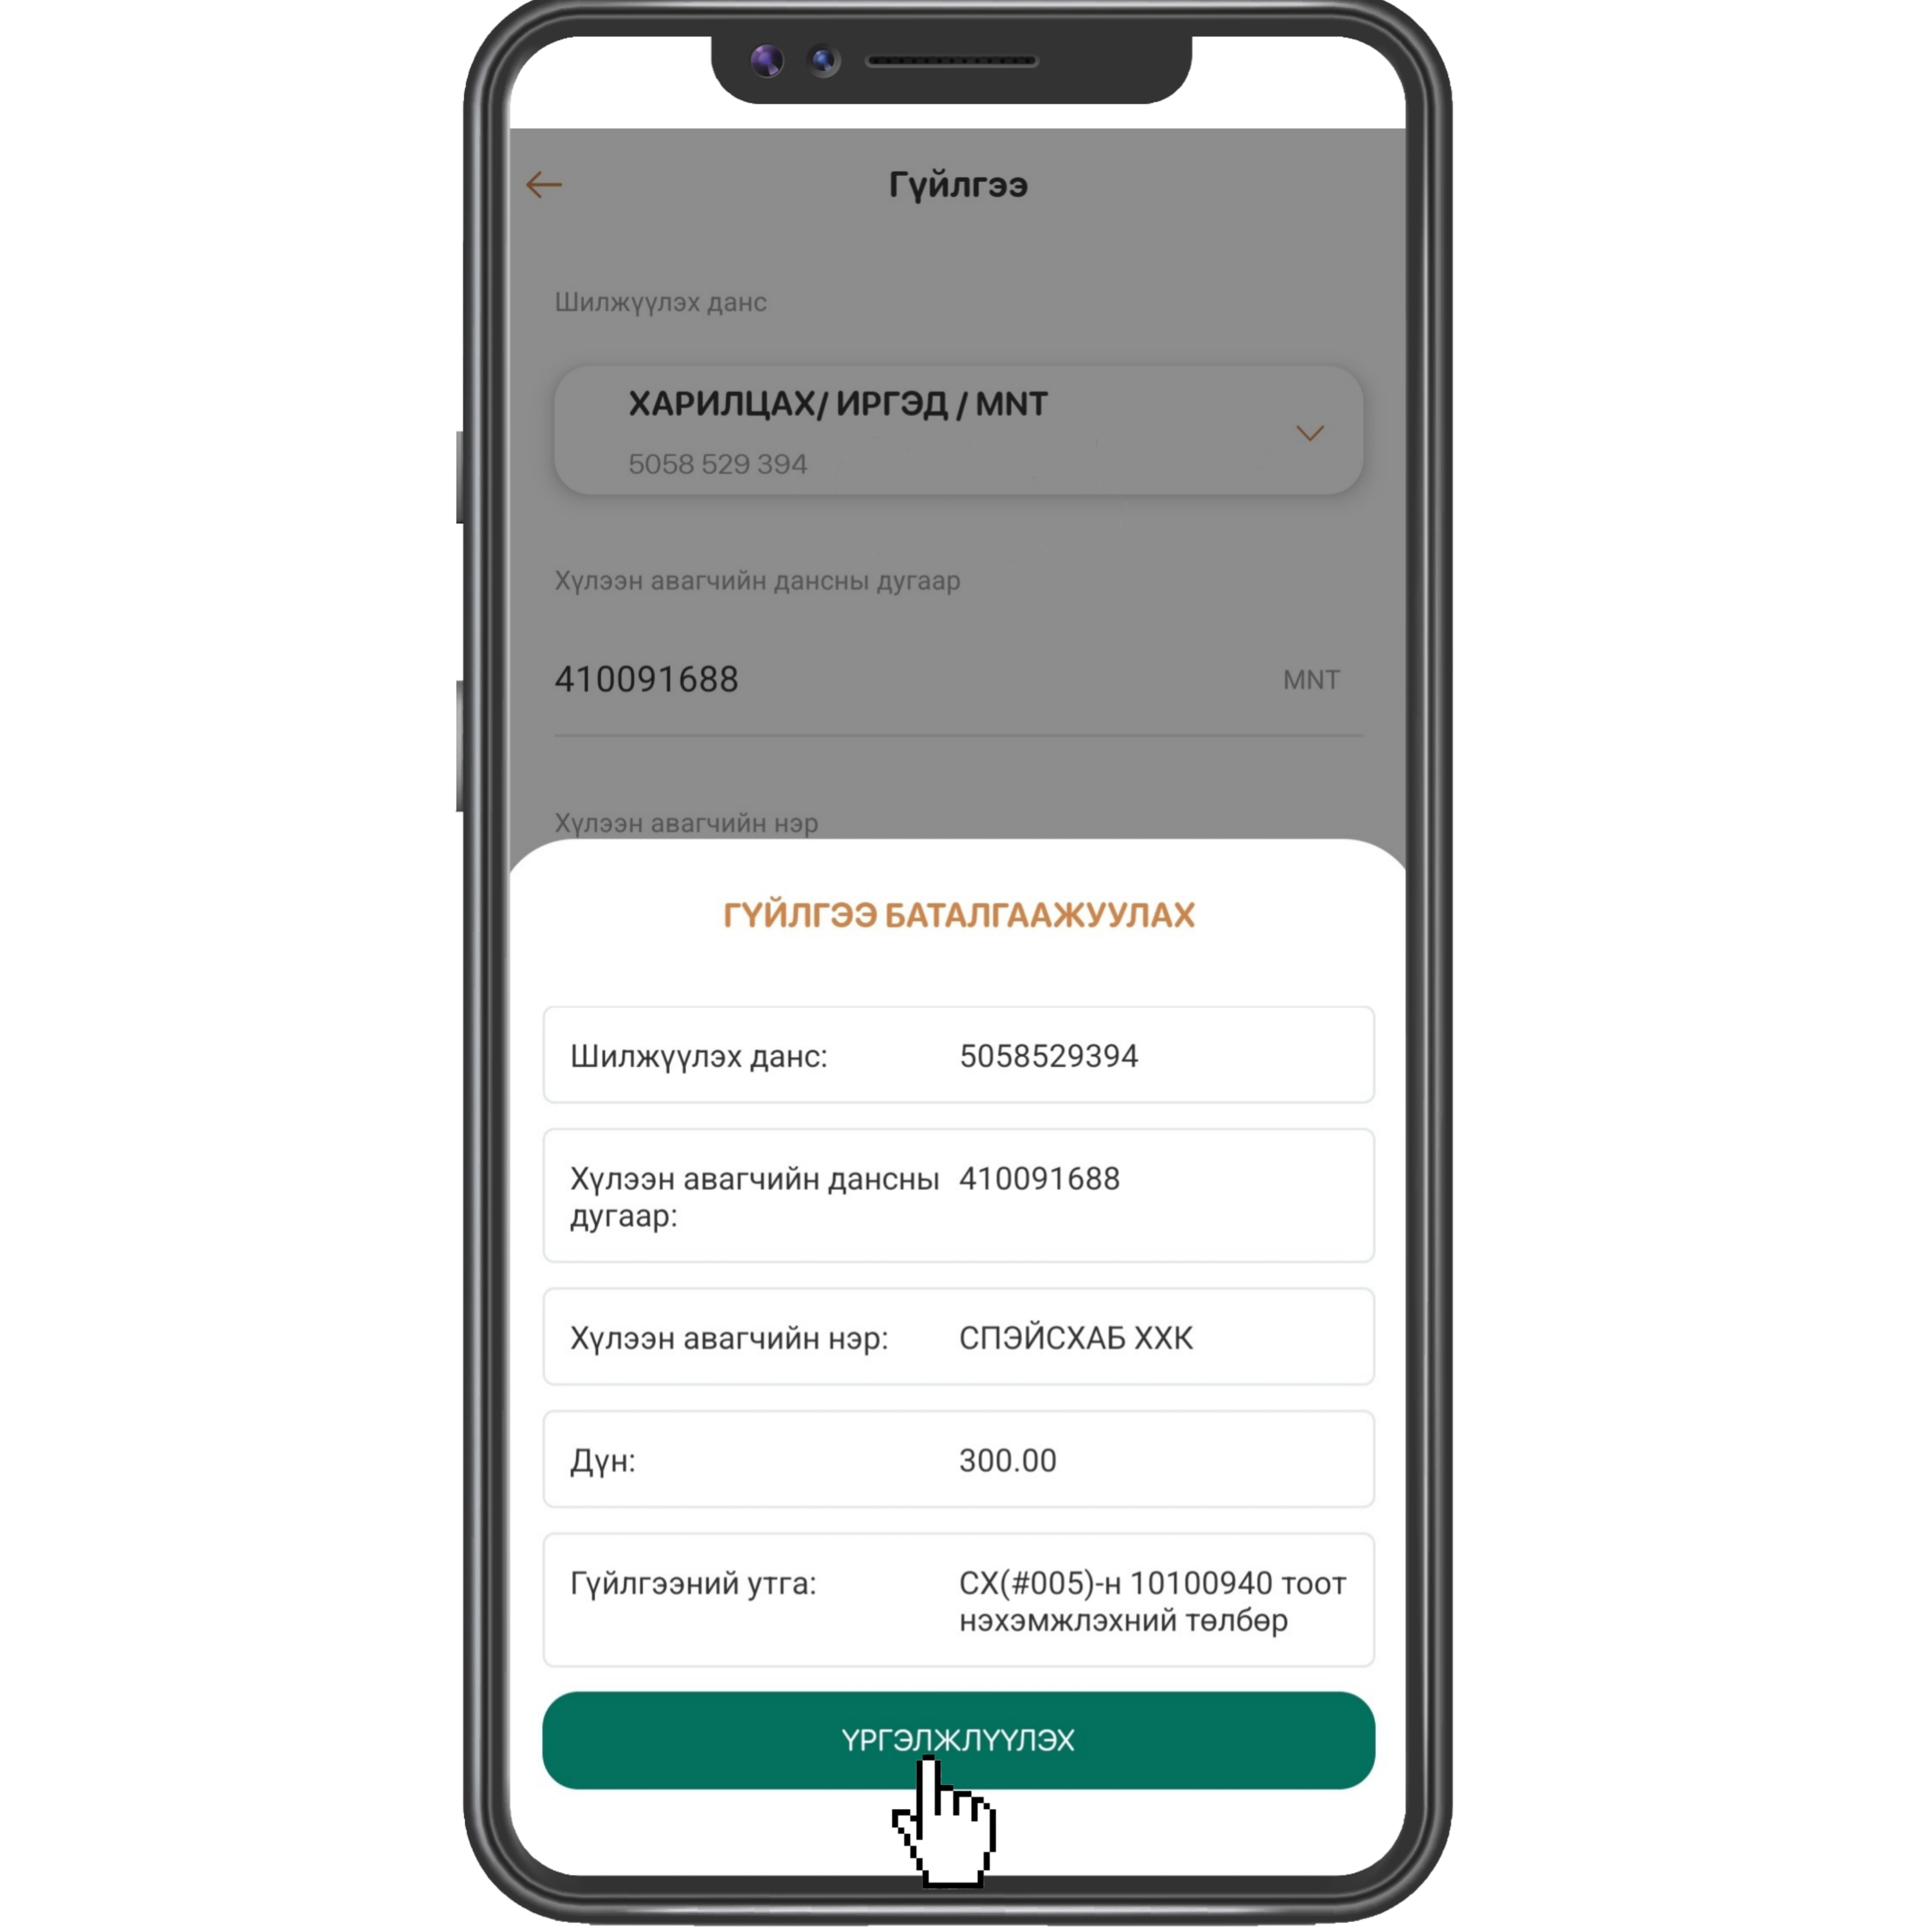 Гүйлгээ
Шилжүүлэх данс
ХАРИЛЦАХ/ ИРГЭД / MNT
5058 529 394
Хүлээн авагчийн дансны дугаар
410091688 MNT
Хүлээн авагчийн нэр
ГҮЙЛГЭЭ БАТАЛГААЖУУЛАХ
Шилжүүлэх данс: 5058529394
Хүлээн авагчийн дансны 410091688
дугаар:
Хүлээн авагчийн нэр: СПЭЙСХАБ ХХК
Дүн: 300.00
Гүйлгээний утга: СХ(#005)-н 10100940 тоот
нэхэмжлэхний төлбөр
ҮРГЭЛЖЛҮҮЛЭХ